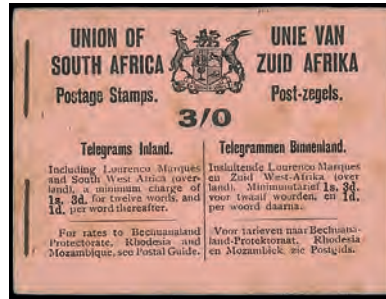 UNION OF
SOUTH AFRICA
Postage Stamps.
UNIE VAN
ZUID AFRIKA
Post-zegels.
3/0
Telegrams Inland.
Including Lourenco Marques
and South West Africa (over-
land), a minimum charge of
1s. 3d. for twelve words, and
1d. per word thereafter.
For rates to Bechuanaland
Protectorate, Rhodesia and
Mozambique, see Postal Guide.
Telegrammen Binnenland.
Insluitende Lourenco Marques
en Zuid West-Afrika (over
land). Minimumtarief 1s. 3d.
voor twaalf woorden, en 1d.
per woord daarna.
Voor tarieven naar Bechuana-
land-Protektoraat, Rhodesia
en Mozambiek, zie Postgids.